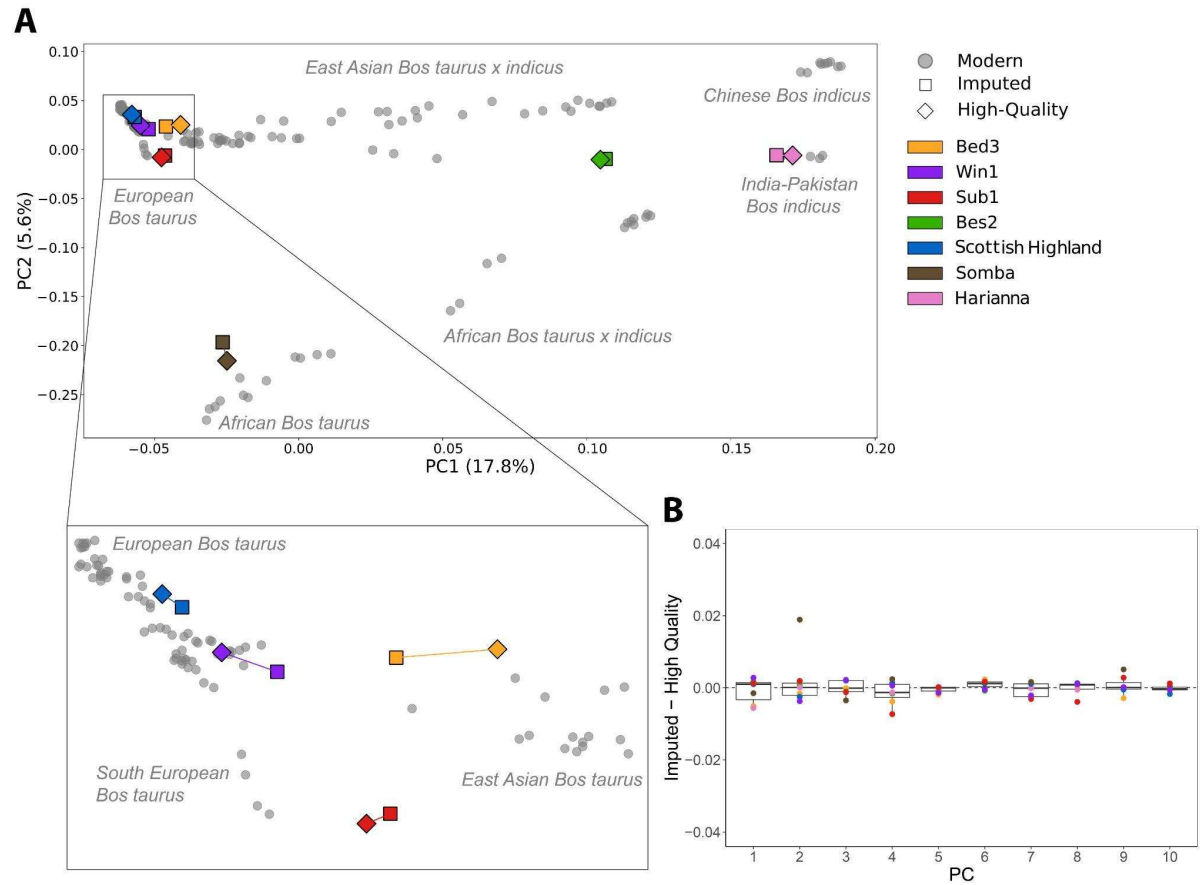 A
East Asian Bos taurus x indicus
Chinese Bos indicus
European
Bos taurus
India-Pakistan
Bos indicus
African Bos taurus x indicus
African Bos taurus
PC2 (5.6%)
0.10
0.05
0.00
−0.05
−0.10
−0.15
−0.20
−0.25
−0.05
0.00
0.05
0.10
0.15
0.20
PC1 (17.8%)
Modern
Imputed
High-Quality
Bed3
Win1
Sub1
Bes2
Scottish Highland
Somba
Harianna
European Bos taurus
South European
Bos taurus
East Asian Bos taurus
B
Imputed − High Quality
0.04
0.02
0.00
−0.02
−0.04
1 2 3 4 5 6 7 8 9 10
PC